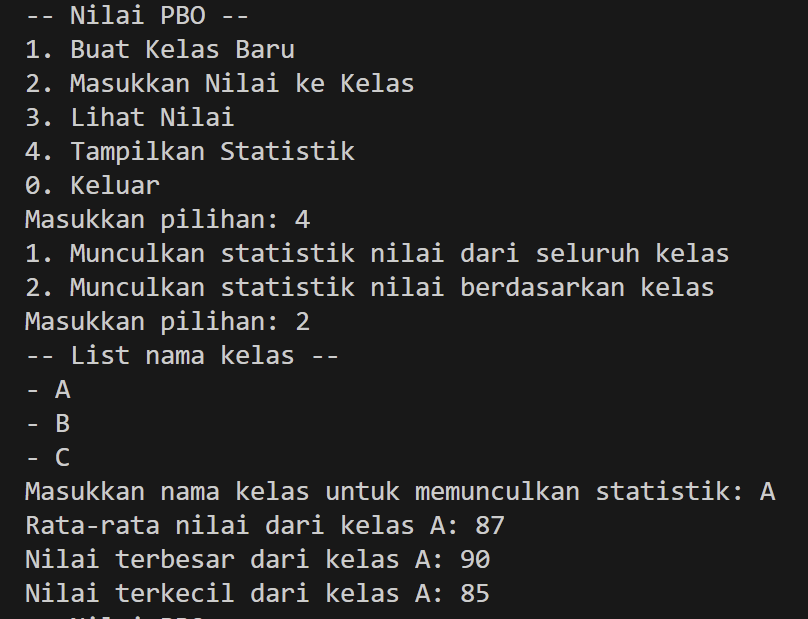 -- Nilai PBO --
1. Buat Kelas Baru
2. Masukkan Nilai ke Kelas
3. Lihat Nilai
4. Tampilkan Statistik
0. Keluar
Masukkan pilihan: 4
1. Munculkan statistik nilai dari seluruh kelas
2. Munculkan statistik nilai berdasarkan kelas
Masukkan pilihan: 2
-- List nama kelas --
- A
- B
- C
Masukkan nama kelas untuk memunculkan statistik: A
Rata-rata nilai dari kelas A: 87
Nilai terbesar dari kelas A: 90
Nilai terkecil dari kelas A: 85